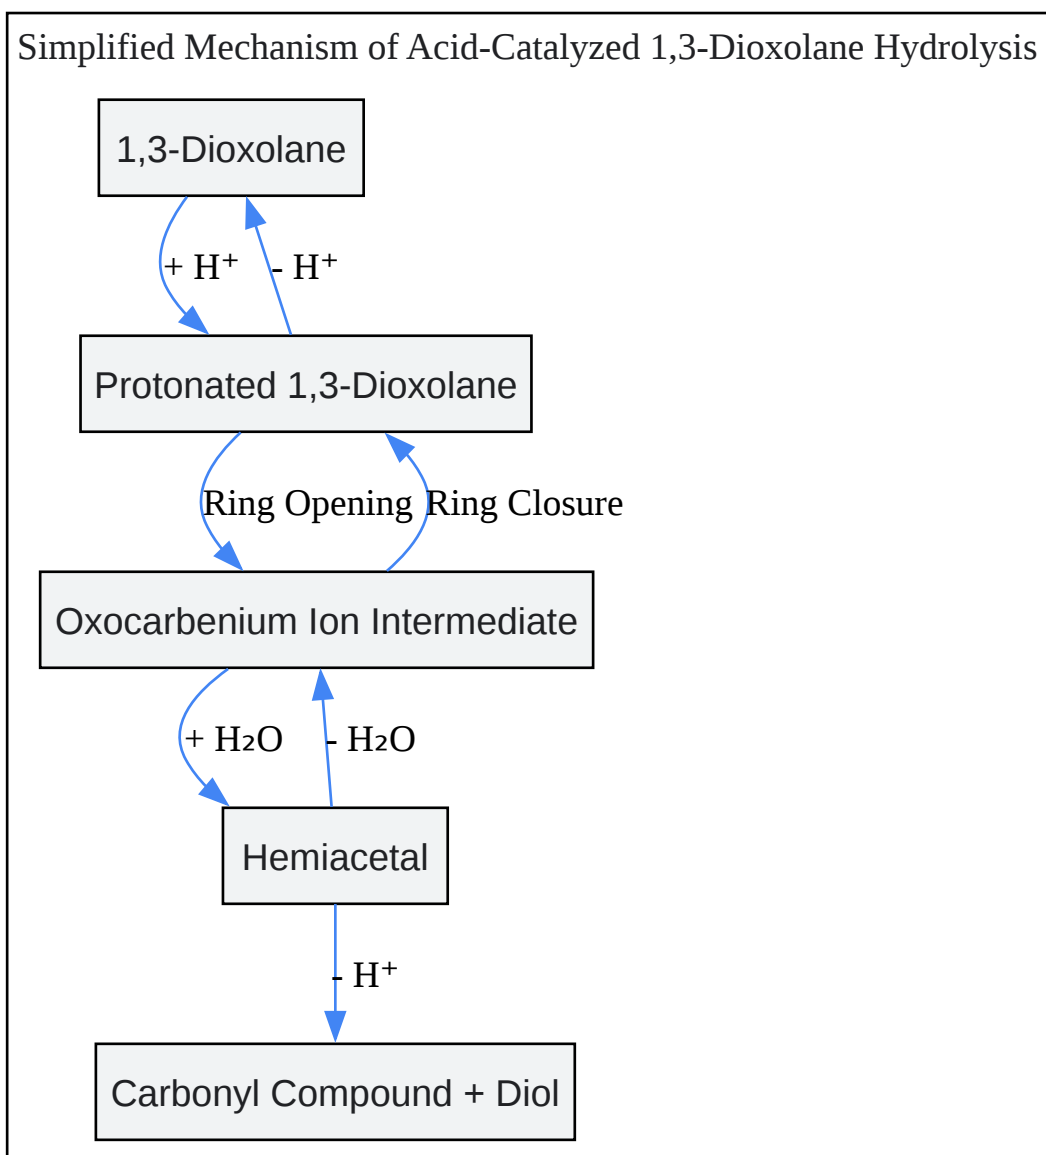 Simplified Mechanism of Acid-Catalyzed 1,3-Dioxolane Hydrolysis
1,3-Dioxolane
+ H⁺
- H⁺
Protonated 1,3-Dioxolane
Ring Opening
Ring Closure
Oxocarbenium Ion Intermediate
+ H₂O
- H₂O
Hemiacetal
- H⁺
Carbonyl Compound + Diol